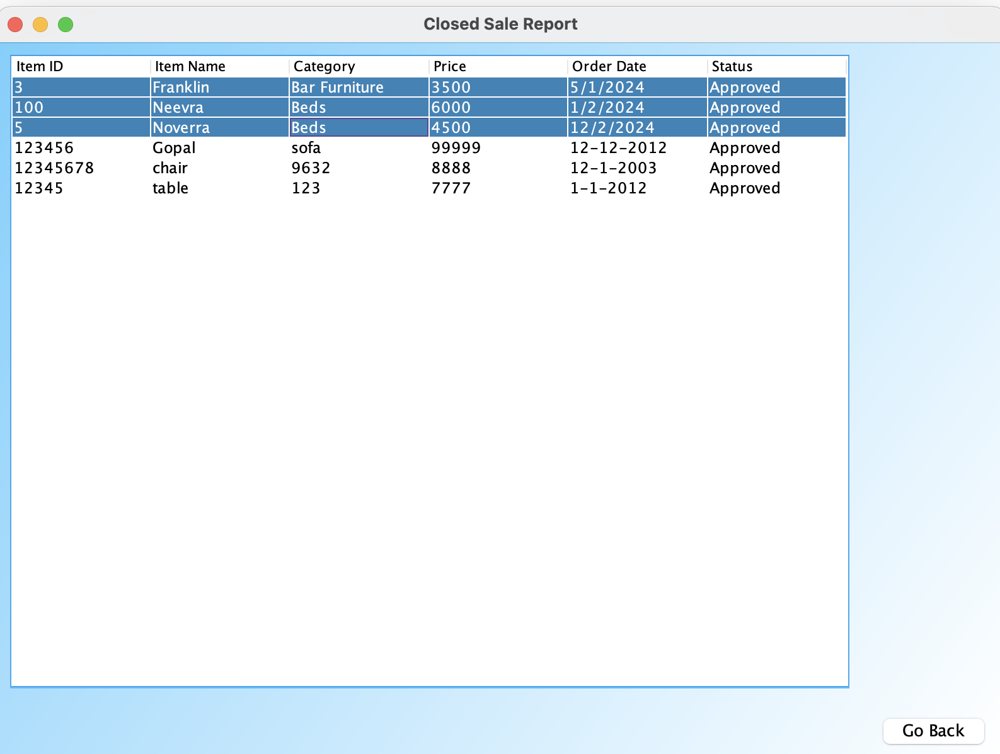 Closed Sale Report
Item ID Item Name Category Price Order Date Status
3 Franklin Bar Furniture 3500 5/1/2024 Approved
100 Neevra Beds 6000 1/2/2024 Approved
5 Noverra Beds 4500 12/2/2024 Approved
123456 Gopal sofa 99999 12-12-2012 Approved
12345678 chair 9632 8888 12-1-2003 Approved
12345 table 123 7777 1-1-2012 Approved
Go Back